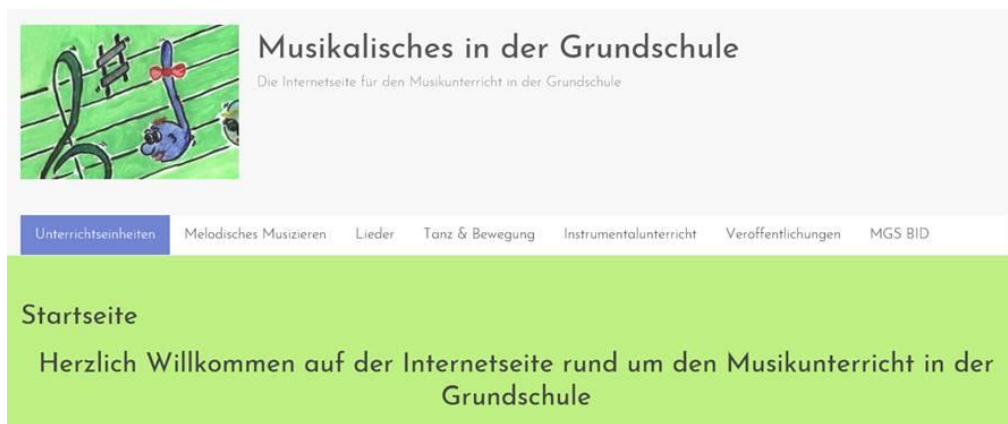 Musikalisches in der Grundschule
Die Internetseite für den Musikunterricht in der Grundschule
Unterrichtseinheiten Melodisches Musizieren Lieder Tanz & Bewegung Instrumentalunterricht Veröffentlichungen MGS BID
Startseite
Herzlich Willkommen auf der Internetseite rund um den Musikunterricht in der
Grundschule